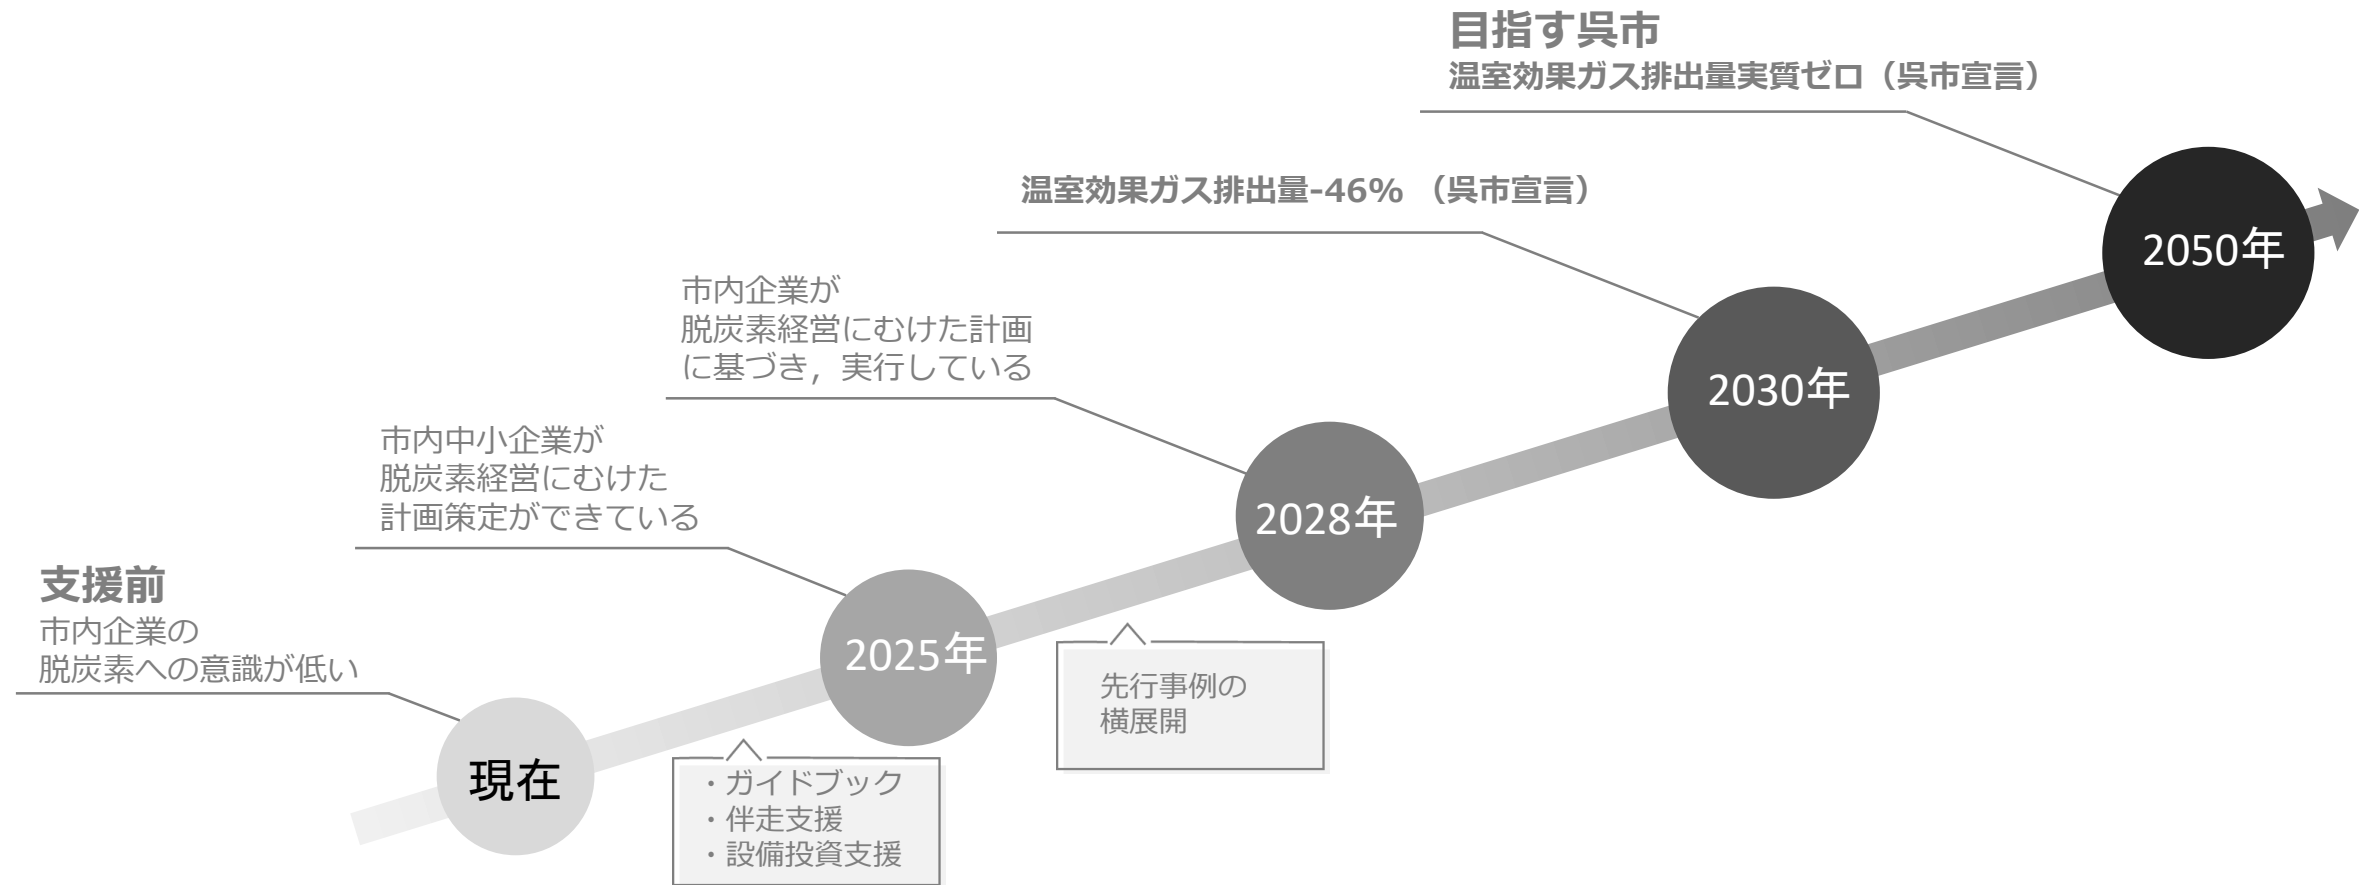 目指す呉市
温室効果ガス排出量実質ゼロ（呉市宣言）
温室効果ガス排出量-46% （呉市宣言）
2050年
市内企業が
脱炭素経営にむけた計画
に基づき，実行している
2030年
市内中小企業が
脱炭素経営にむけた
計画策定ができている
2028年
支援前
市内企業の
脱炭素への意識が低い
2025年
先行事例の
横展開
現在
・ガイドブック
・伴走支援
・設備投資支援